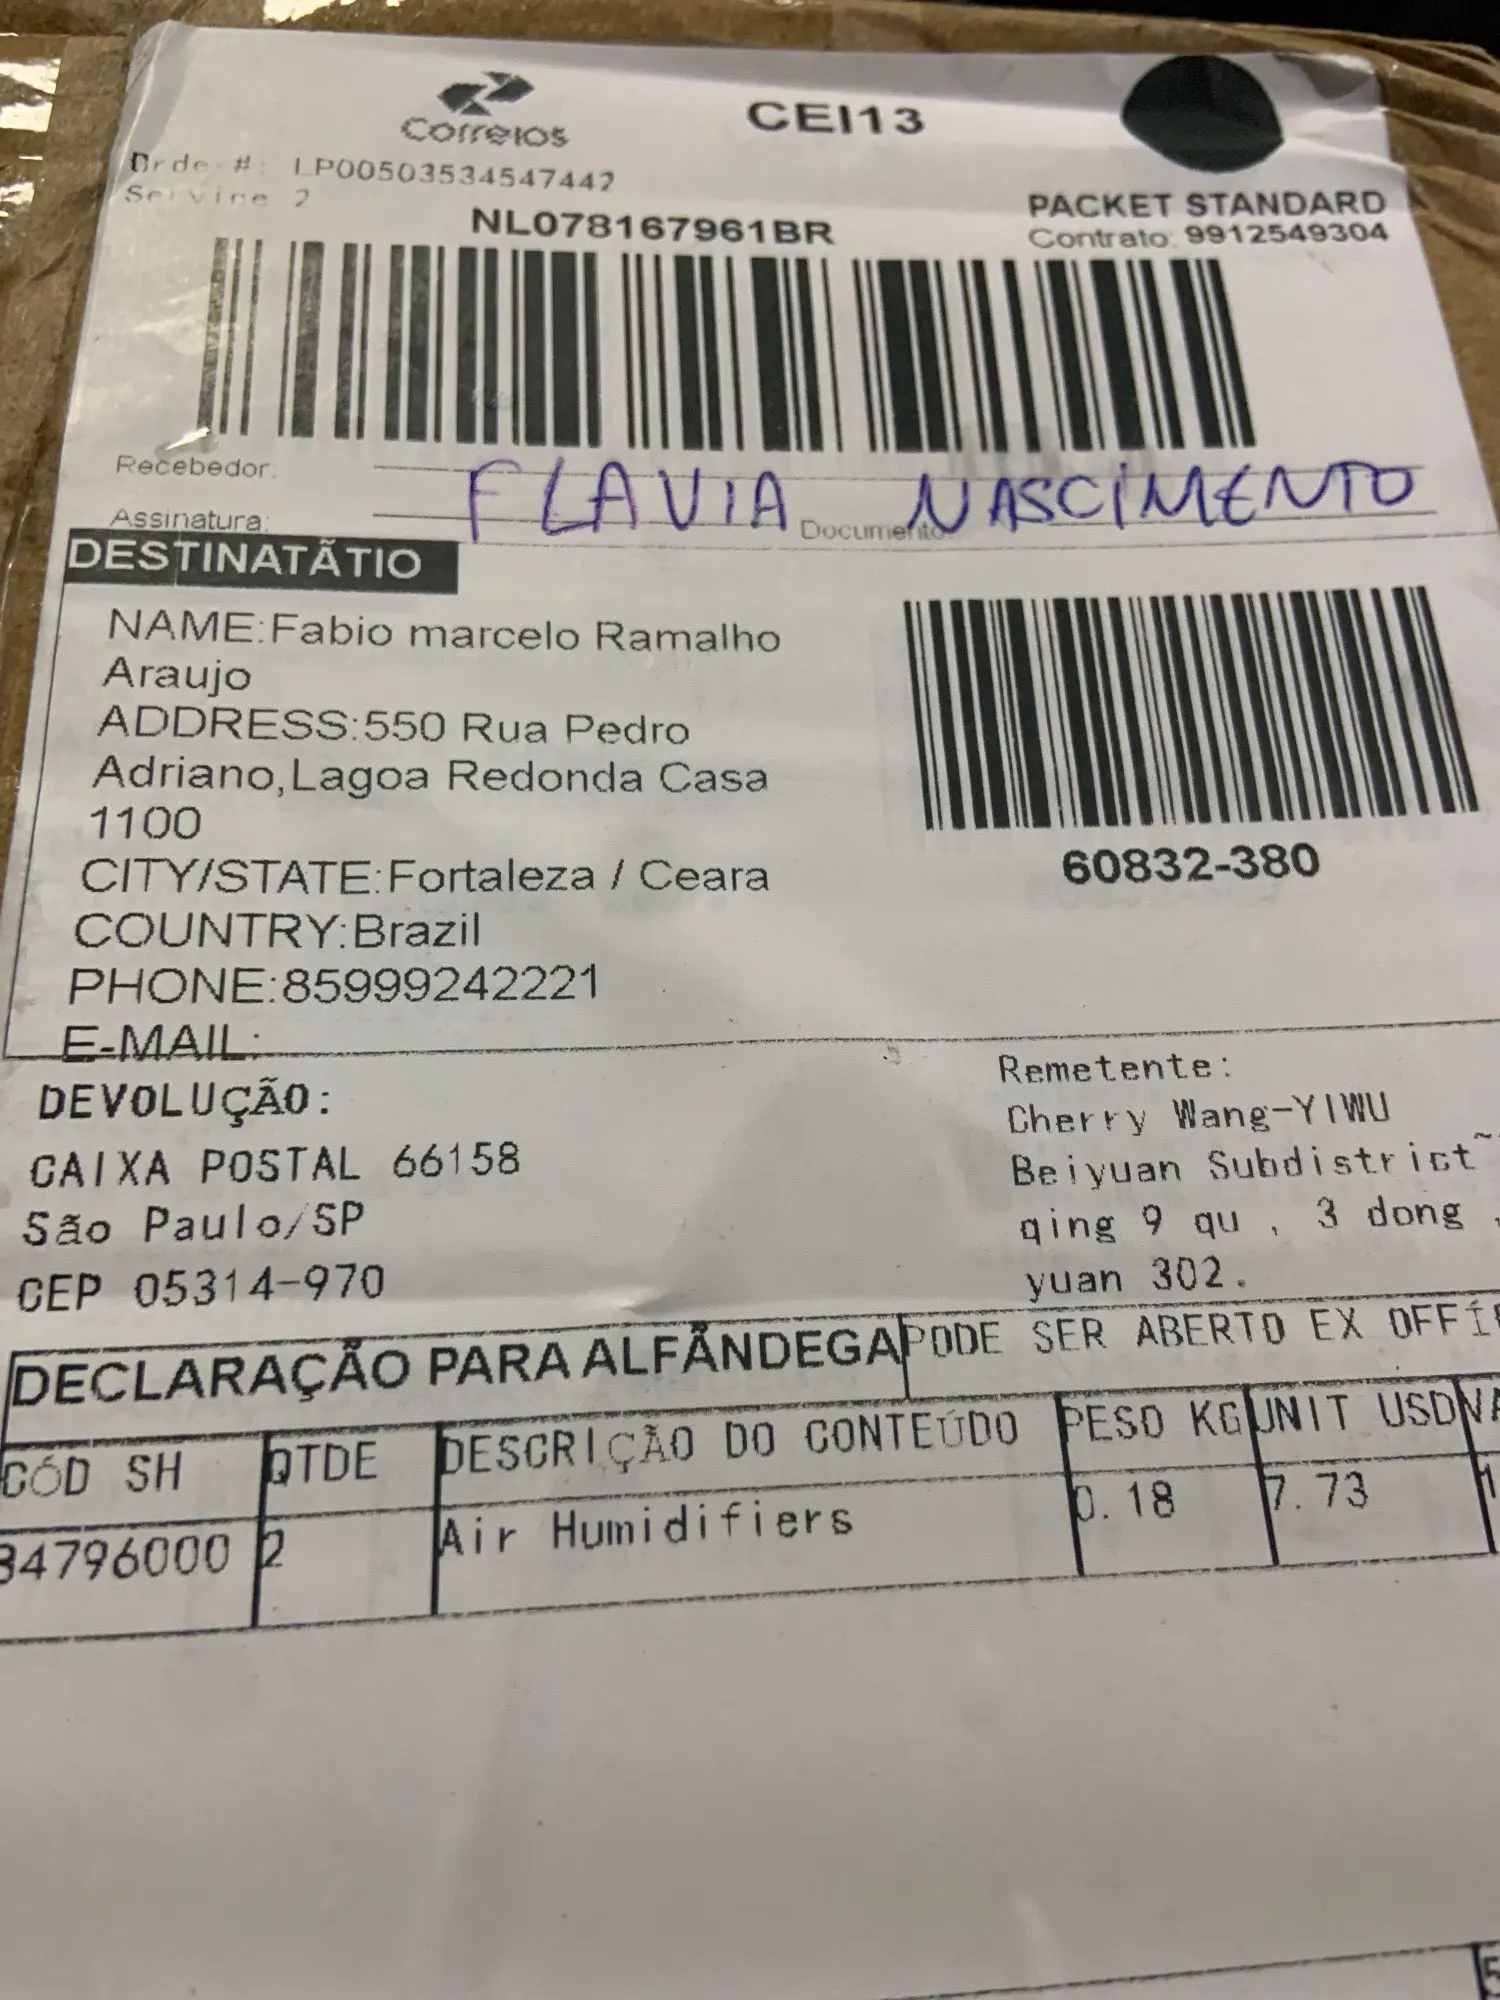 Correios
CEI13
Orde #: LP00503534547442
Service 2
PACKET STANDARD
Contrato: 9912549304
NL078167961BR
Recebedor:
FLAVIA NASCIMENTO
Assinatura:
Documento:
DESTINATÃTIO
NAME:Fabio marcelo Ramalho
Araujo
ADDRESS:550 Rua Pedro
Adriano,Lagoa Redonda Casa
1100
CITY/STATE:Fortaleza / Ceara
COUNTRY:Brazil
PHONE:85999242221
E-MAIL:
60832-380
DEVOLUÇÃO:
CAIXA POSTAL 66158
São Paulo/SP
CEP 05314-970
Remetente:
Cherry Wang-YIWU
Beiyuan Subdistrict~
qing 9 qu , 3 dong ,
yuan 302.
DECLARAÇÃO PARA ALFÃNDEGA
PODE SER ABERTO EX
CÓD SH QTDE DESCRIÇÃO DO CONTEÚDO PESO KG UNIT USD
84796000 2 Air Humidifiers 0.18 7.73